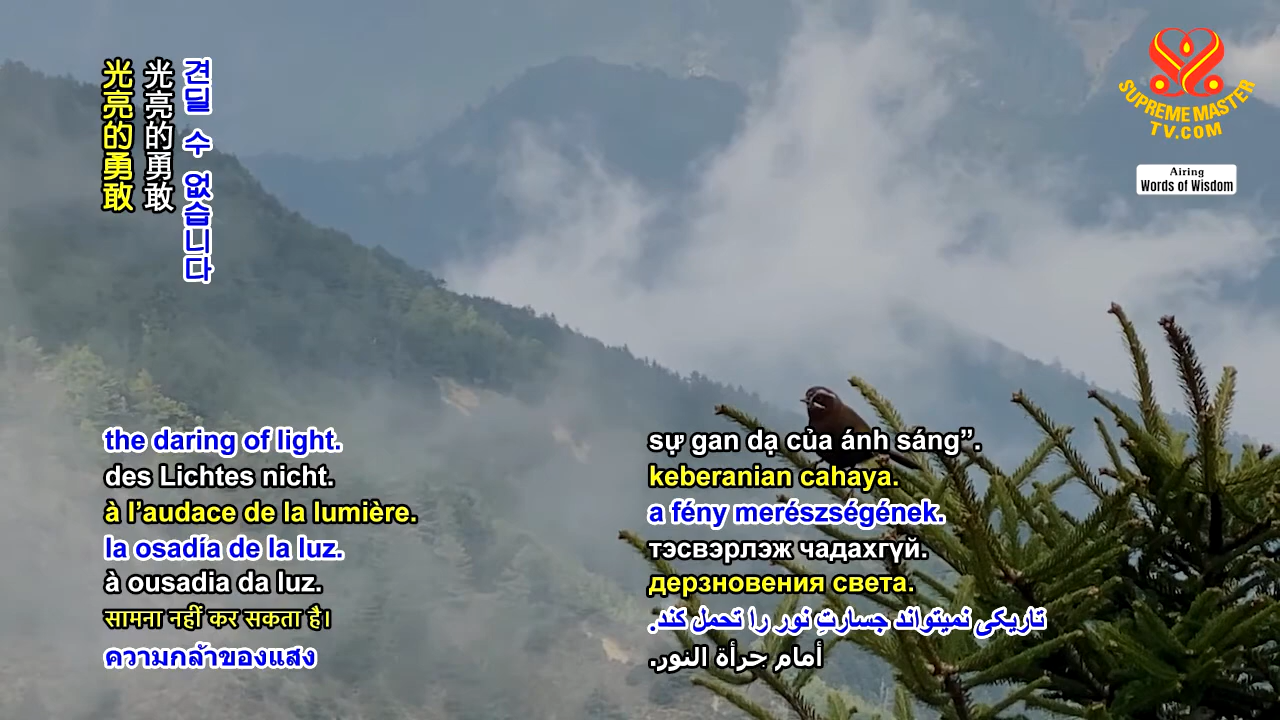 光亮的勇敢
光亮的勇敢
견딜 수 없습니다
SUPREME MASTER
TV.COM
Airing
Words of Wisdom
the daring of light.
des Lichtes nicht.
à l’audace de la lumière.
la osadía de la luz.
à ousadia da luz.
सामना नहीं कर सकता है।
ความกล้าของแสง
sự gan dạ của ánh sáng”.
keberanian cahaya.
a fény merészségének.
тэсвэрлэж чадахгүй.
дерзновения света.
تاریکی نمیتواند جسارتِ نور را تحمل کند.
أمام جرأة النور.